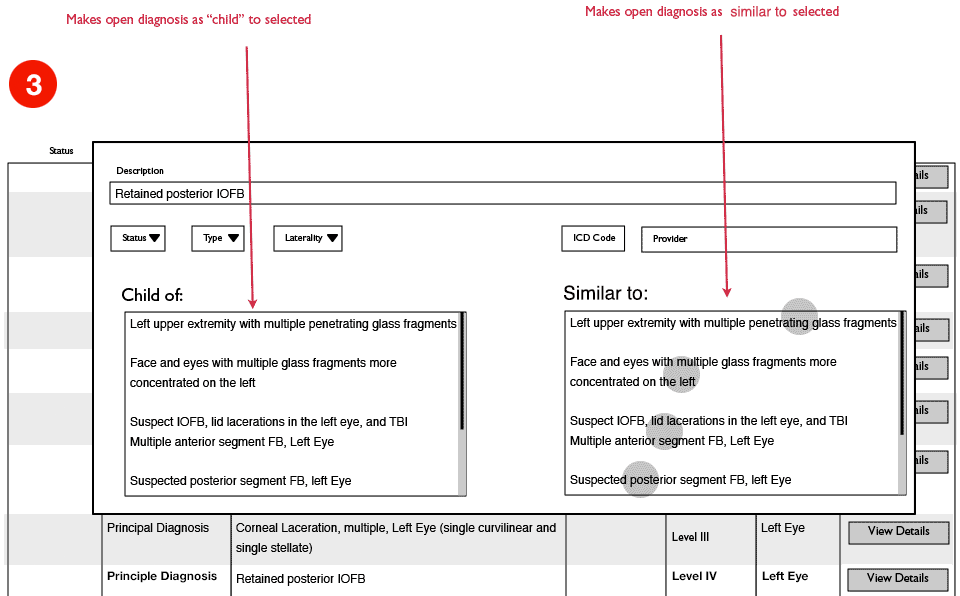 Makes open diagnosis as “child” to selected
Makes open diagnosis as similar to selected
3
Status
Description
Retained posterior IOFB
Status
Type
Laterality
ICD Code
Provider
Child of:
Left upper extremity with multiple penetrating glass fragments
Face and eyes with multiple glass fragments more
concentrated on the left
Suspect IOFB, lid lacerations in the left eye, and TBI
Multiple anterior segment FB, Left Eye
Suspected posterior segment FB, left Eye
Similar to:
Left upper extremity with multiple penetrating glass fragments
Face and eyes with multiple glass fragments more
concentrated on the left
Suspect IOFB, lid lacerations in the left eye, and TBI
Multiple anterior segment FB, Left Eye
Suspected posterior segment FB, left Eye
ails
ails
ails
ails
ails
ails
ails
Principal Diagnosis
Corneal Laceration, multiple, Left Eye (single curvilinear and
single stellate)
Level III
Left Eye
View Details
Principle Diagnosis
Retained posterior IOFB
Level IV
Left Eye
View Details